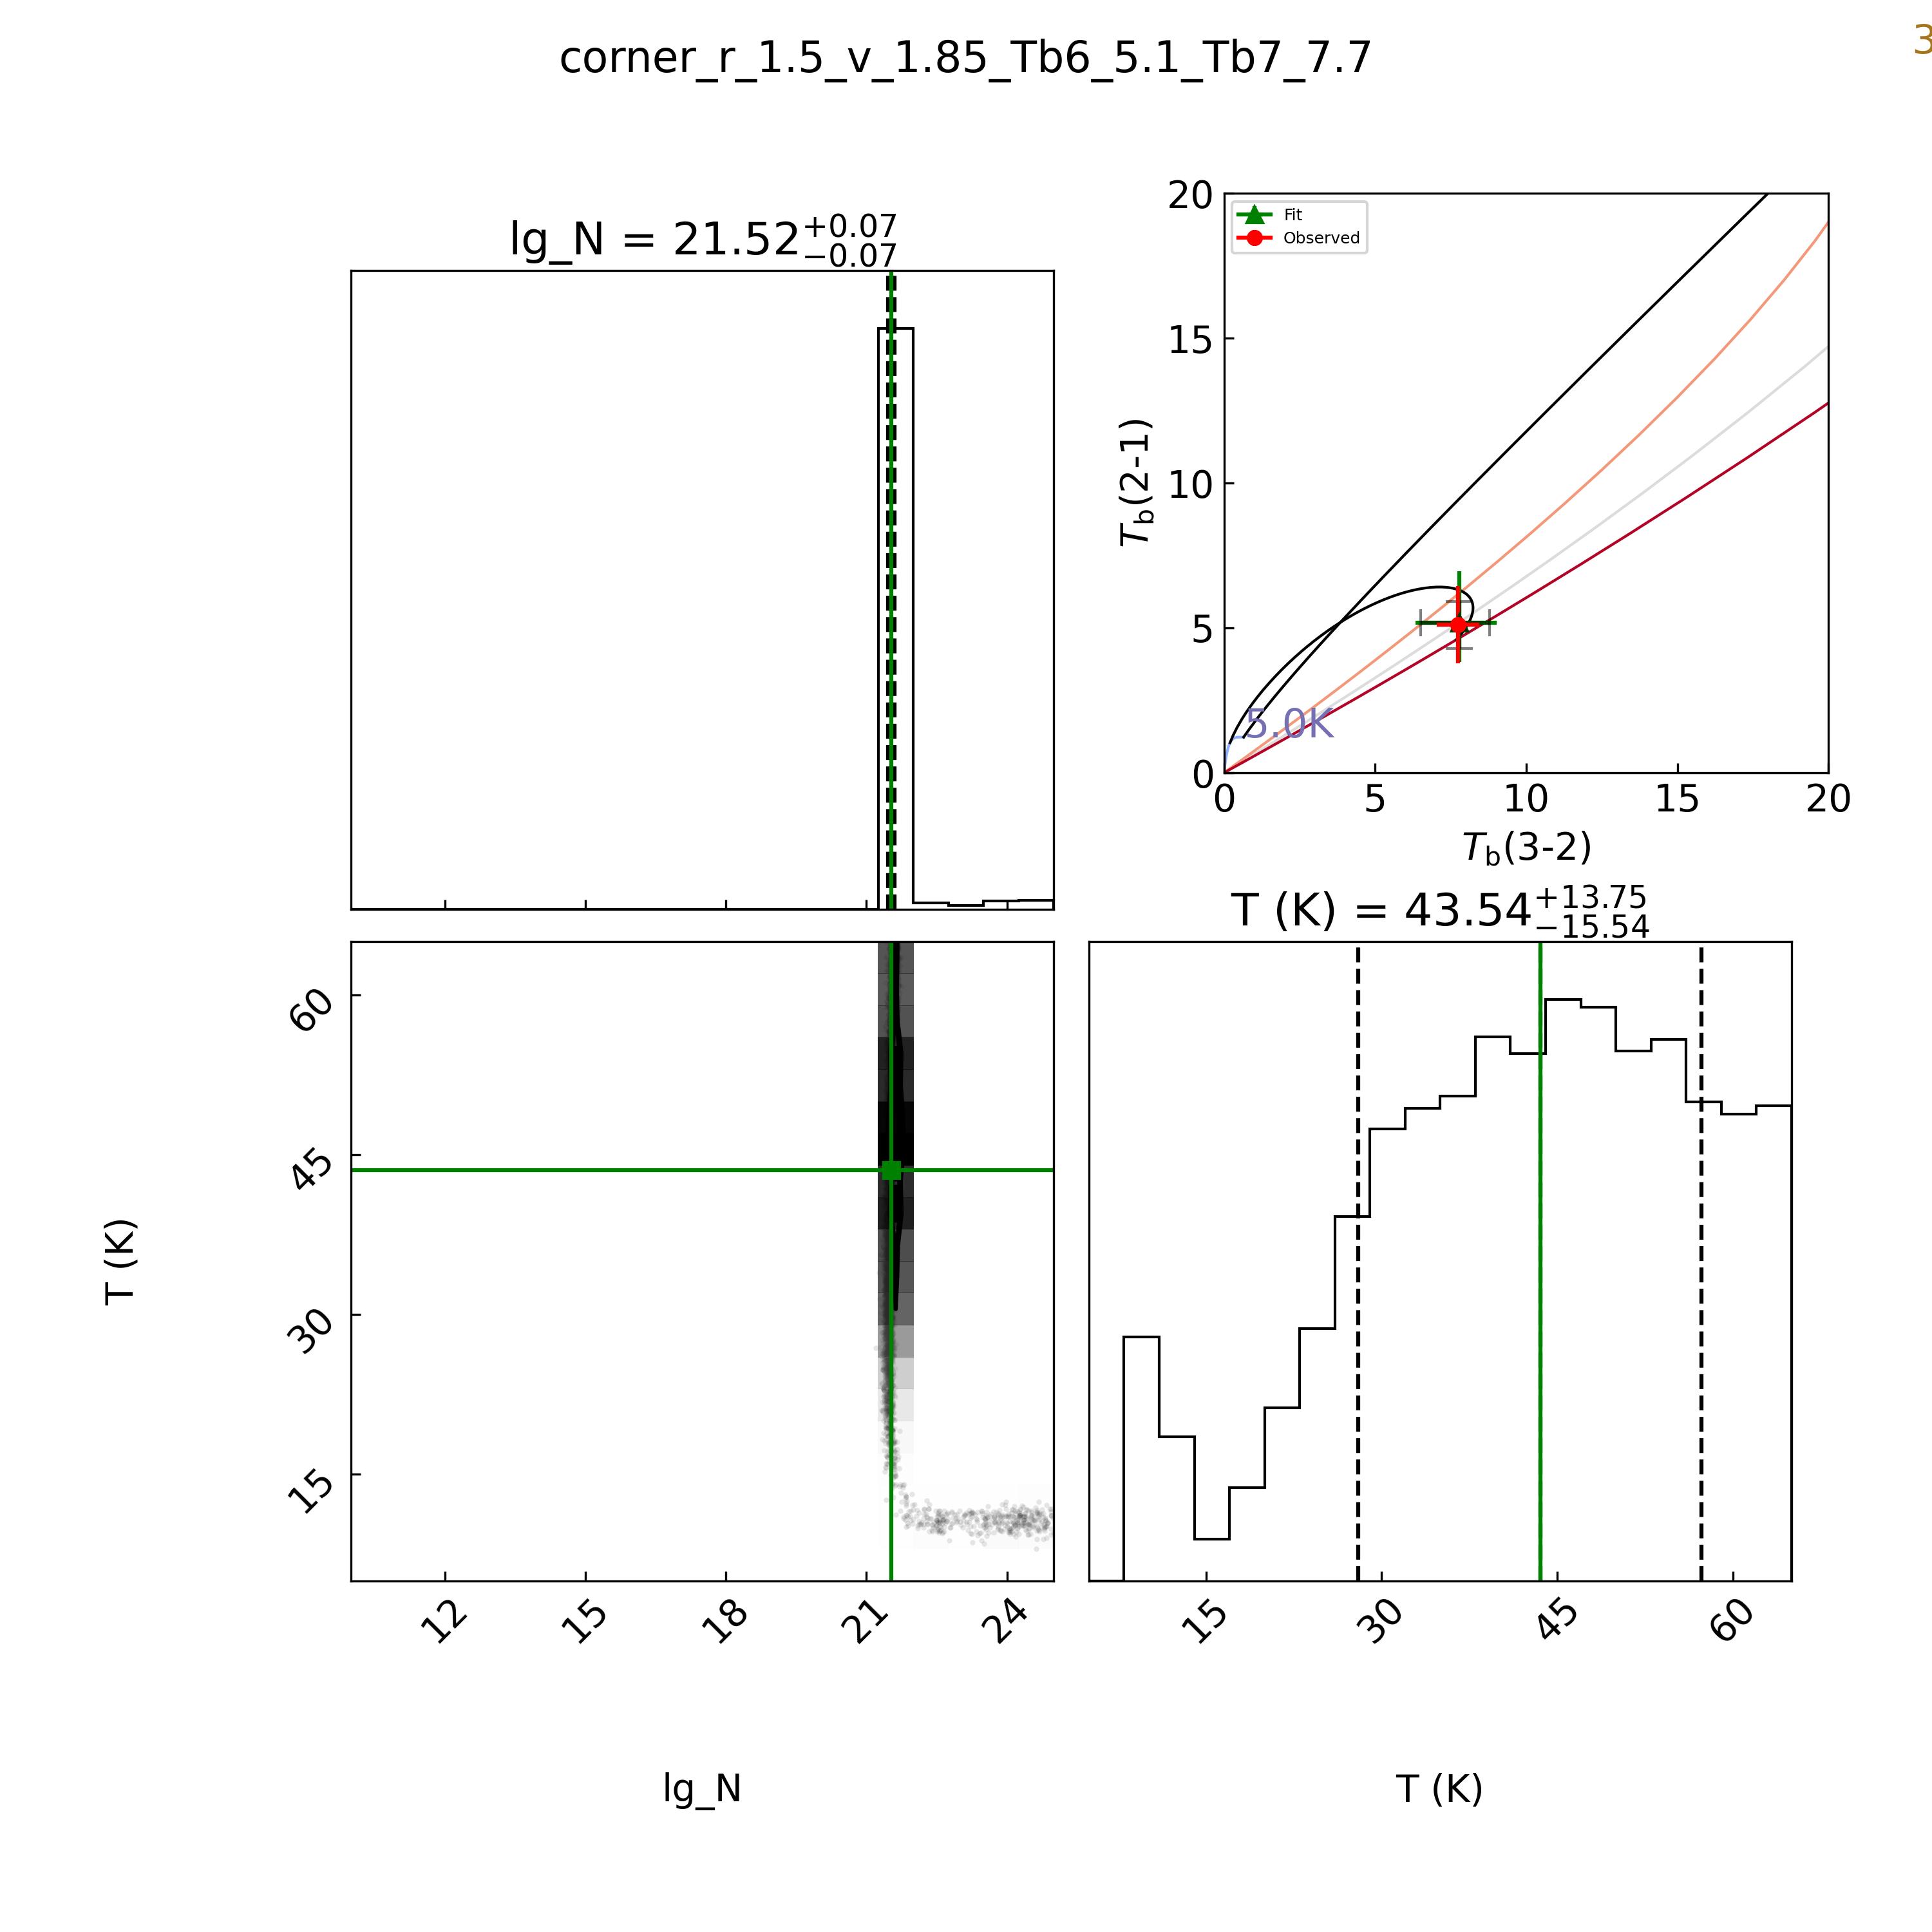 3
corner_r_1.5_v_1.85_Tb6_5.1_Tb7_7.7
lg_N = 21.52 +0.07 −0.07
20
15
10
5
0
T_b(2-1)
Fit
Observed
5.0K
0 5 10 15 20
T_b(3-2)
T (K) = 43.54 +13.75 −15.54
60
45
30
15
T (K)
12 15 18 21 24
lg_N
15 30 45 60
T (K)